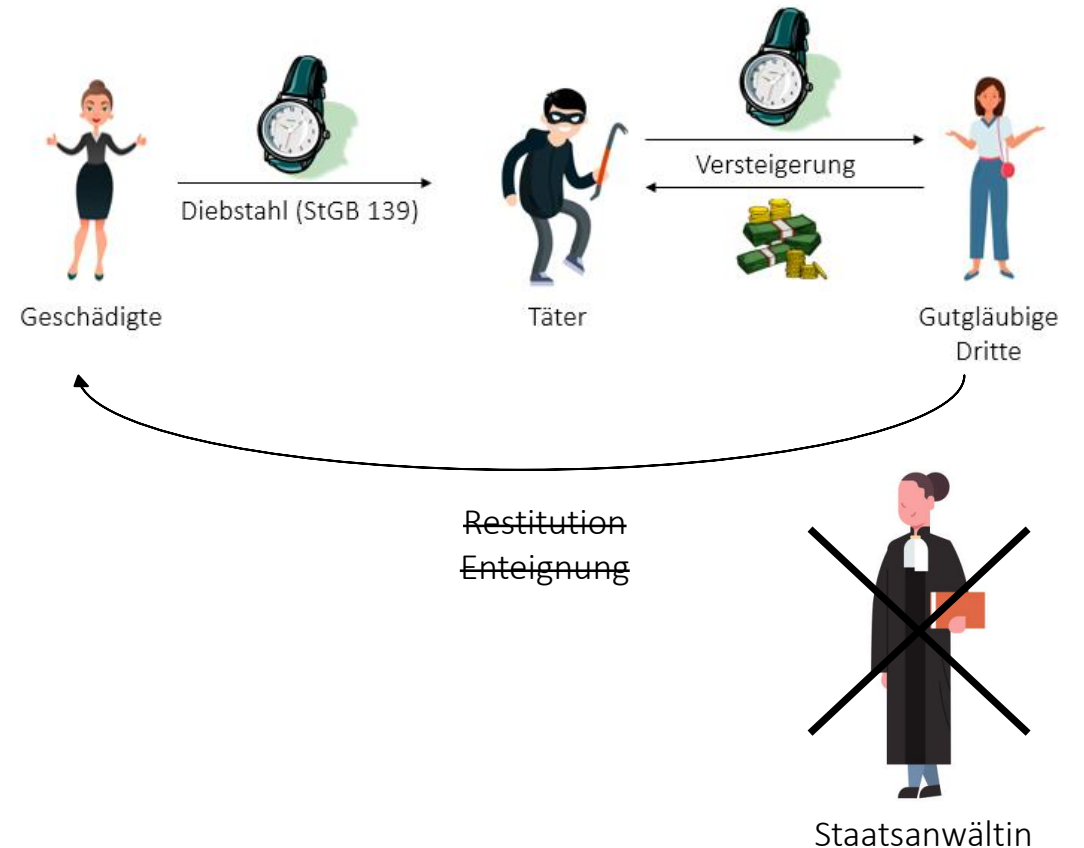 Diebstahl (StGB 139)
Versteigerung
Geschädigte
Täter
Gutgläubige
Dritte
Restitution
Enteignung
Staatsanwältin